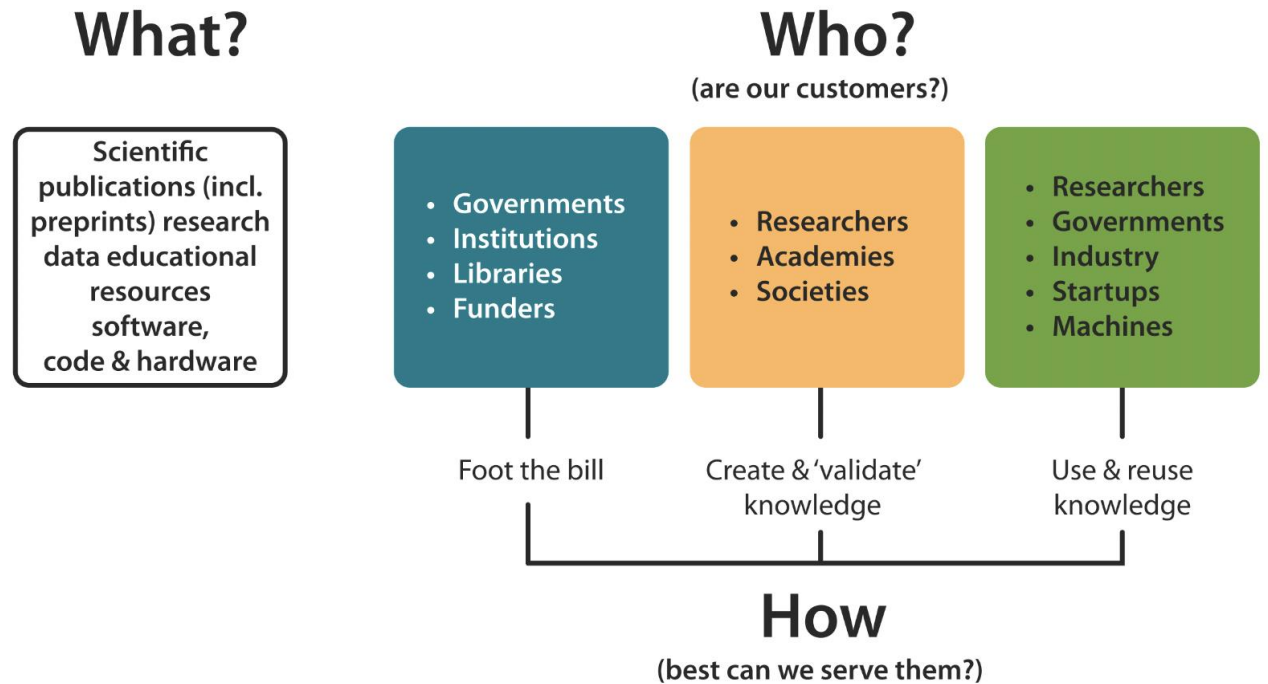 What?
Scientific
publications (incl.
preprints) research
data educational
resources
software,
code & hardware
Who?
(are our customers?)
• Governments
• Institutions
• Libraries
• Funders
• Researchers
• Academies
• Societies
• Researchers
• Governments
• Industry
• Startups
• Machines
Foot the bill
Create & ‘validate’
knowledge
Use & reuse
knowledge
How
(best can we serve them?)